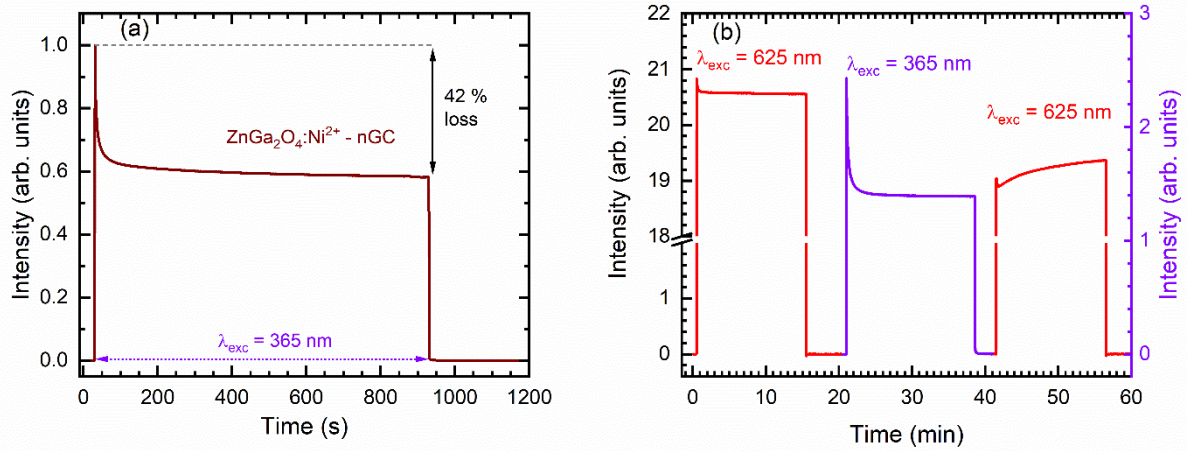 (a)
1.0
0.8
0.6
0.4
0.2
0.0
Intensity (arb. units)
42 %
loss
ZnGa₂O₄:Ni²⁺ - nGC
λexc = 365 nm
0 200 400 600 800 1000 1200
Time (s)
(b)
22
21
20
19
18
1
0
Intensity (arb. units)
λexc = 625 nm
λexc = 365 nm
λexc = 625 nm
3
2
1
0
Intensity (arb. units)
0 10 20 30 40 50 60
Time (min)